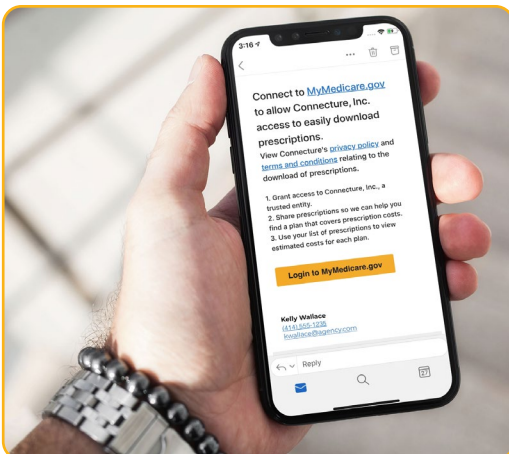 3:16
Connect to MyMedicare.gov
to allow Connecture, Inc.
access to easily download
prescriptions.
View Connecture's privacy policy and
terms and conditions relating to the
download of prescriptions.
1. Grant access to Connecture, Inc., a
trusted entity.
2. Share prescriptions so we can help you
find a plan that covers prescription costs.
3. Use your list of prescriptions to view
estimated costs for each plan.
Login to MyMedicare.gov
Kelly Wallace
(414) 555-1235
kwallace@agency.com
Reply
27